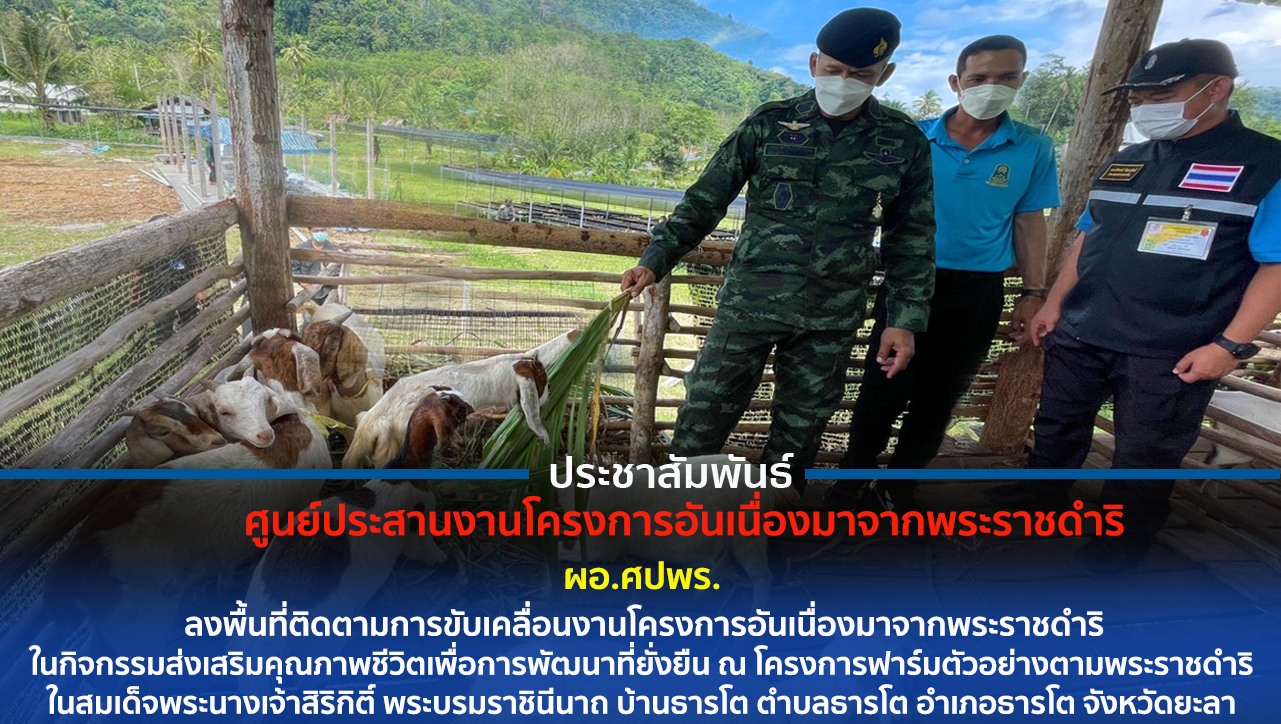 ประชาสัมพันธ์
ศูนย์ประสานงานโครงการอันเนื่องมาจากพระราชดำริ
ผอ.ศปพร.
ลงพื้นที่ติดตามการขับเคลื่อนงานโครงการอันเนื่องมาจากพระราชดำริ
ในกิจกรรมส่งเสริมคุณภาพชีวิตเพื่อการพัฒนาที่ยั่งยืน ณ โครงการฟาร์มตัวอย่างตามพระราชดำริ
ในสมเด็จพระนางเจ้าสิริกิติ์ พระบรมราชินีนาถ บ้านธารโต ตำบลธารโต อำเภอธารโต จังหวัดยะลา